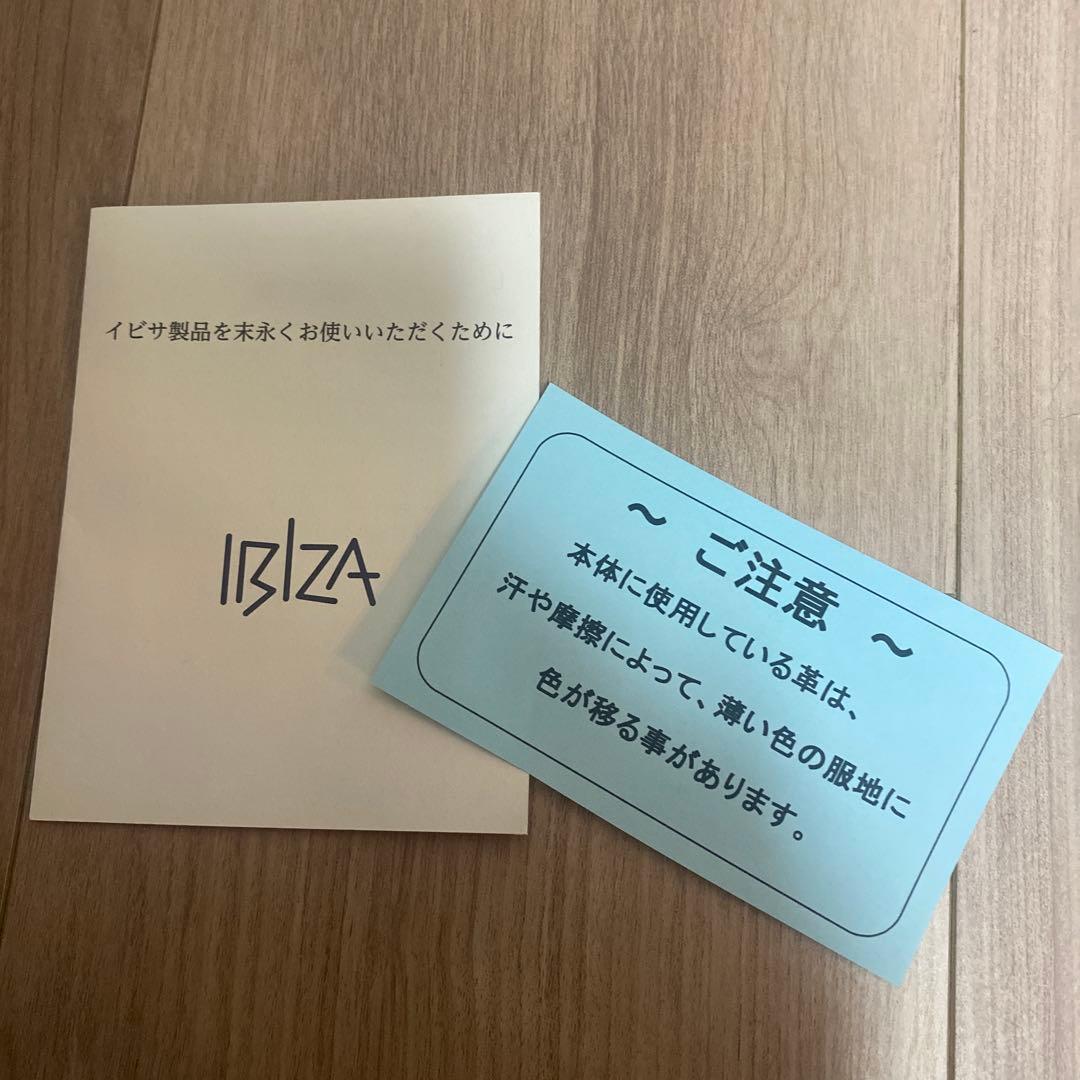 イビサ製品を末永くお使いいただくために
IBIZA
～ ご注意 ～
本体に使用している革は、
汗や摩擦によって、薄い色の服地に
色が移る事があります。